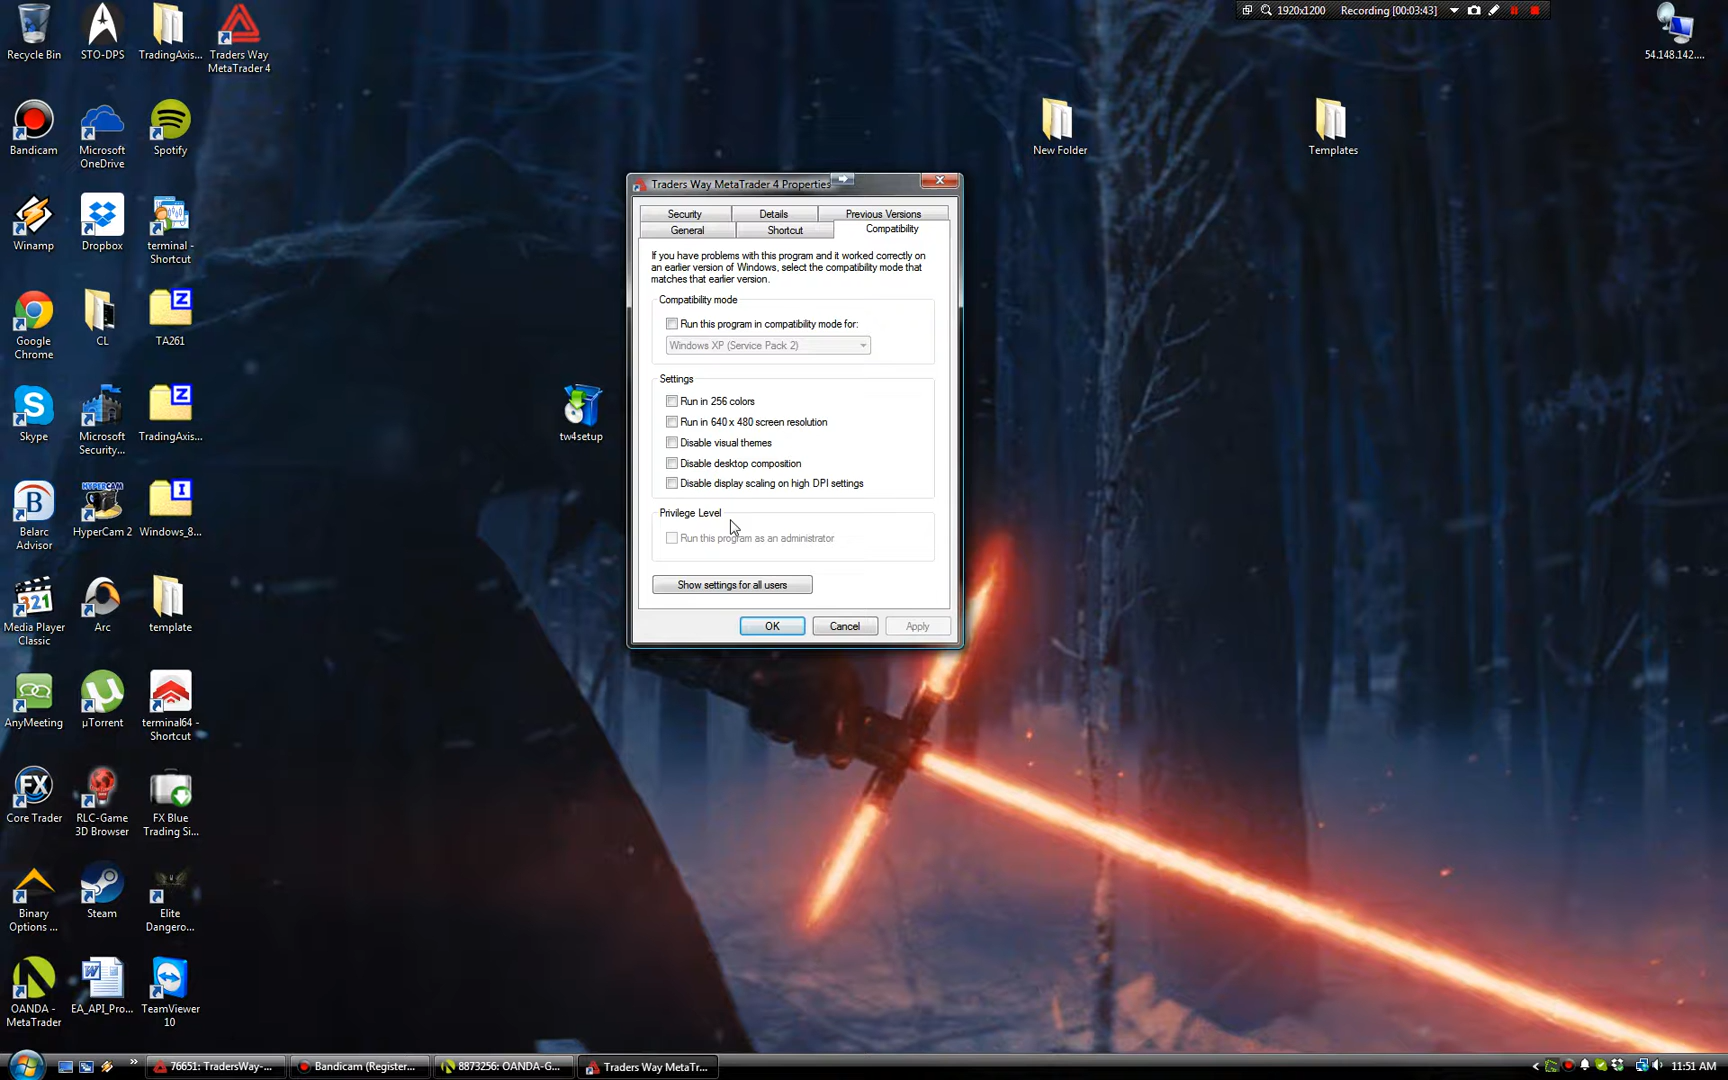 1920x1200
Recording [00:03:43]
Recycle Bin
STO-DPS
TradingAxis...
Traders Way
MetaTrader 4
54.148.142....
Bandicam
Microsoft
OneDrive
Spotify
New Folder
Templates
Winamp
Dropbox
terminal -
Shortcut
Google
Chrome
CL
TA261
Skype
Microsoft
Security...
TradingAxis...
tw4setup
Belarc
Advisor
HyperCam 2
Windows_8...
Media Player
Classic
Arc
template
AnyMeeting
µTorrent
terminal64 -
Shortcut
Core Trader
RLC-Game
3D Browser
FX Blue
Trading Si...
Binary
Options ...
Steam
Elite
Dangero...
OANDA -
MetaTrader
EA_API_Pro...
TeamViewer
10
Traders Way MetaTrader 4 Properties
Security
Details
Previous Versions
General
Shortcut
Compatibility
If you have problems with this program and it worked correctly on
an earlier version of Windows, select the compatibility mode that
matches that earlier version.
Compatibility mode
Run this program in compatibility mode for:
Windows XP (Service Pack 2)
Settings
Run in 256 colors
Run in 640 x 480 screen resolution
Disable visual themes
Disable desktop composition
Disable display scaling on high DPI settings
Privilege Level
Run this program as an administrator
Show settings for all users
OK
Cancel
Apply
76651: TradersWay-...
Bandicam (Register...
8873256: OANDA-G...
Traders Way MetaTr...
11:51 AM